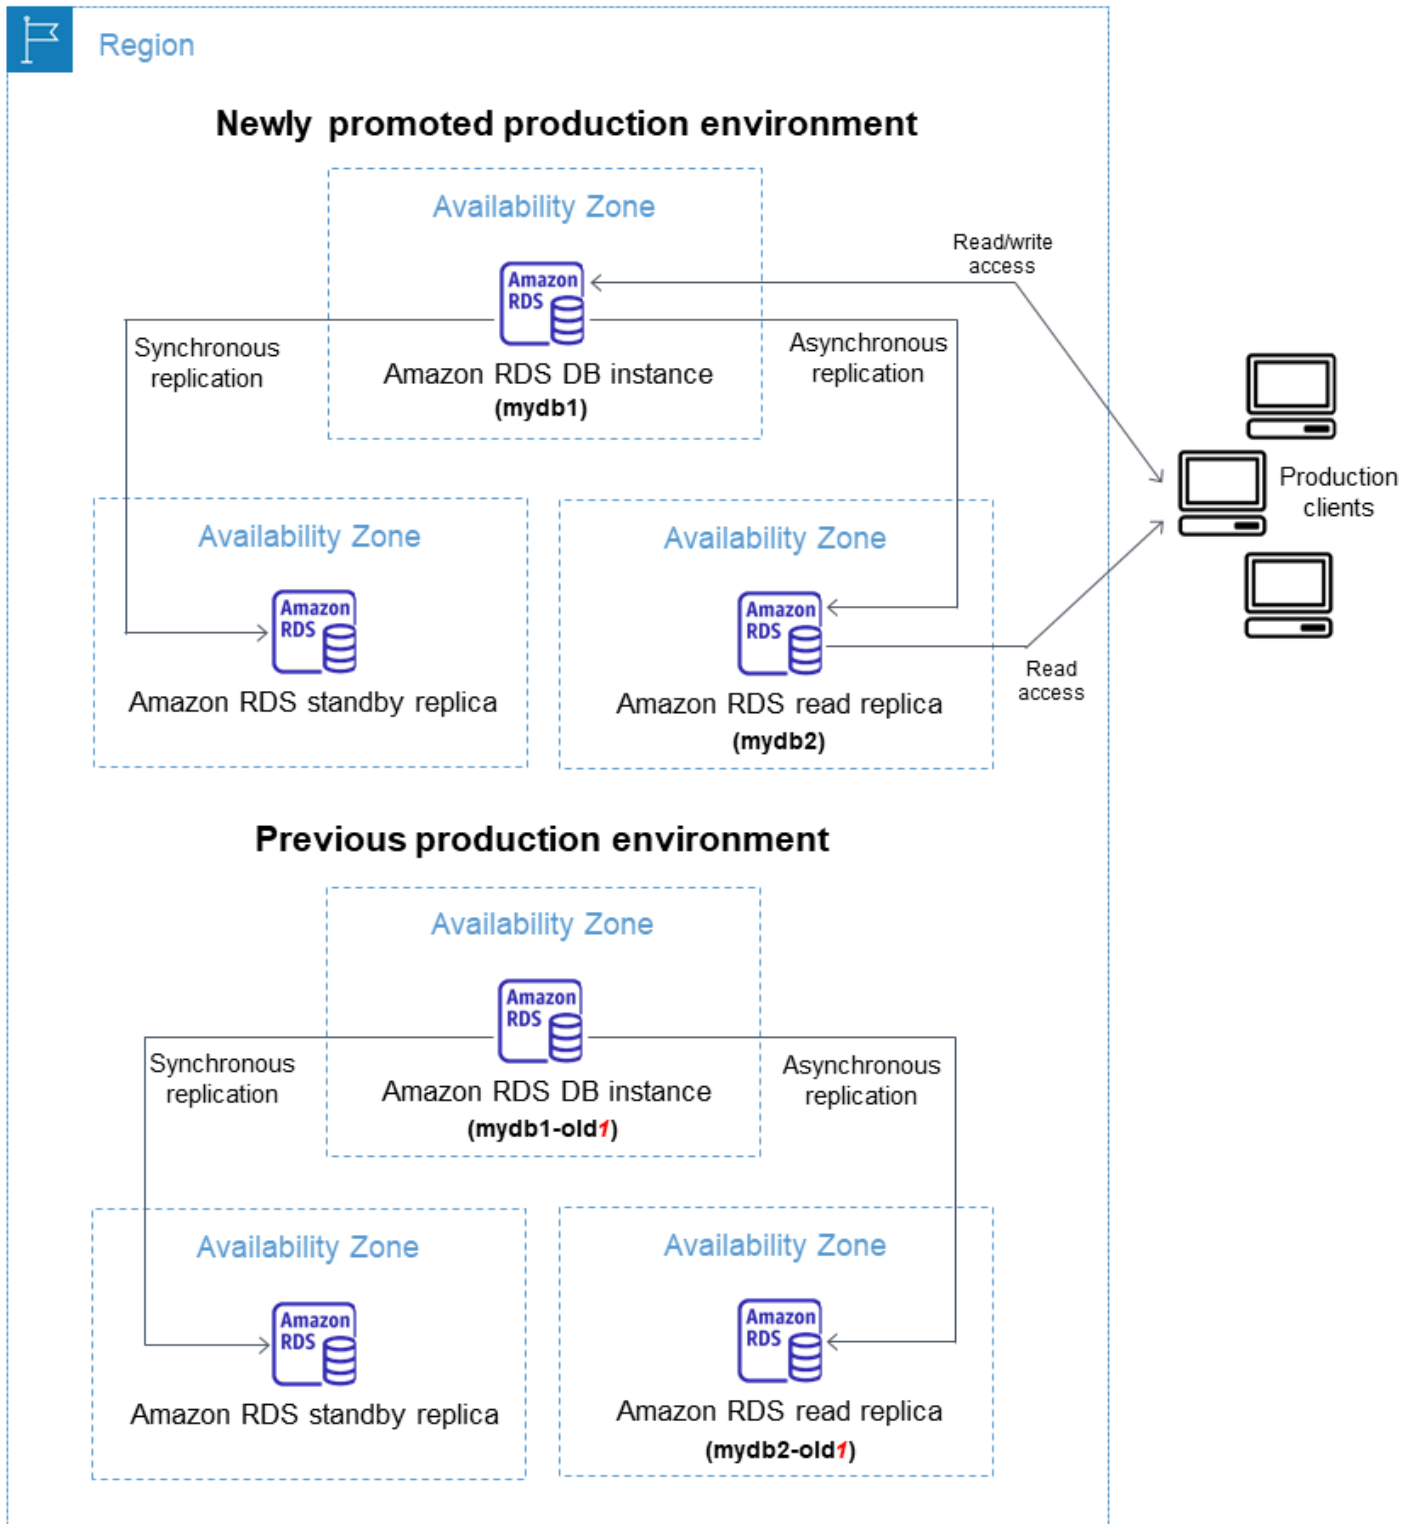 Region
Newly promoted production environment
Availability Zone
Read/write
access
Amazon
RDS
Synchronous
replication
Asynchronous
replication
Amazon RDS DB instance
(mydb1)
Production
clients
Availability Zone
Amazon
RDS
Amazon RDS standby replica
Availability Zone
Amazon
RDS
Amazon RDS read replica
(mydb2)
Read
access
Previous production environment
Availability Zone
Amazon
RDS
Synchronous
replication
Asynchronous
replication
Amazon RDS DB instance
(mydb1-old1)
Availability Zone
Amazon
RDS
Amazon RDS standby replica
Availability Zone
Amazon
RDS
Amazon RDS read replica
(mydb2-old1)